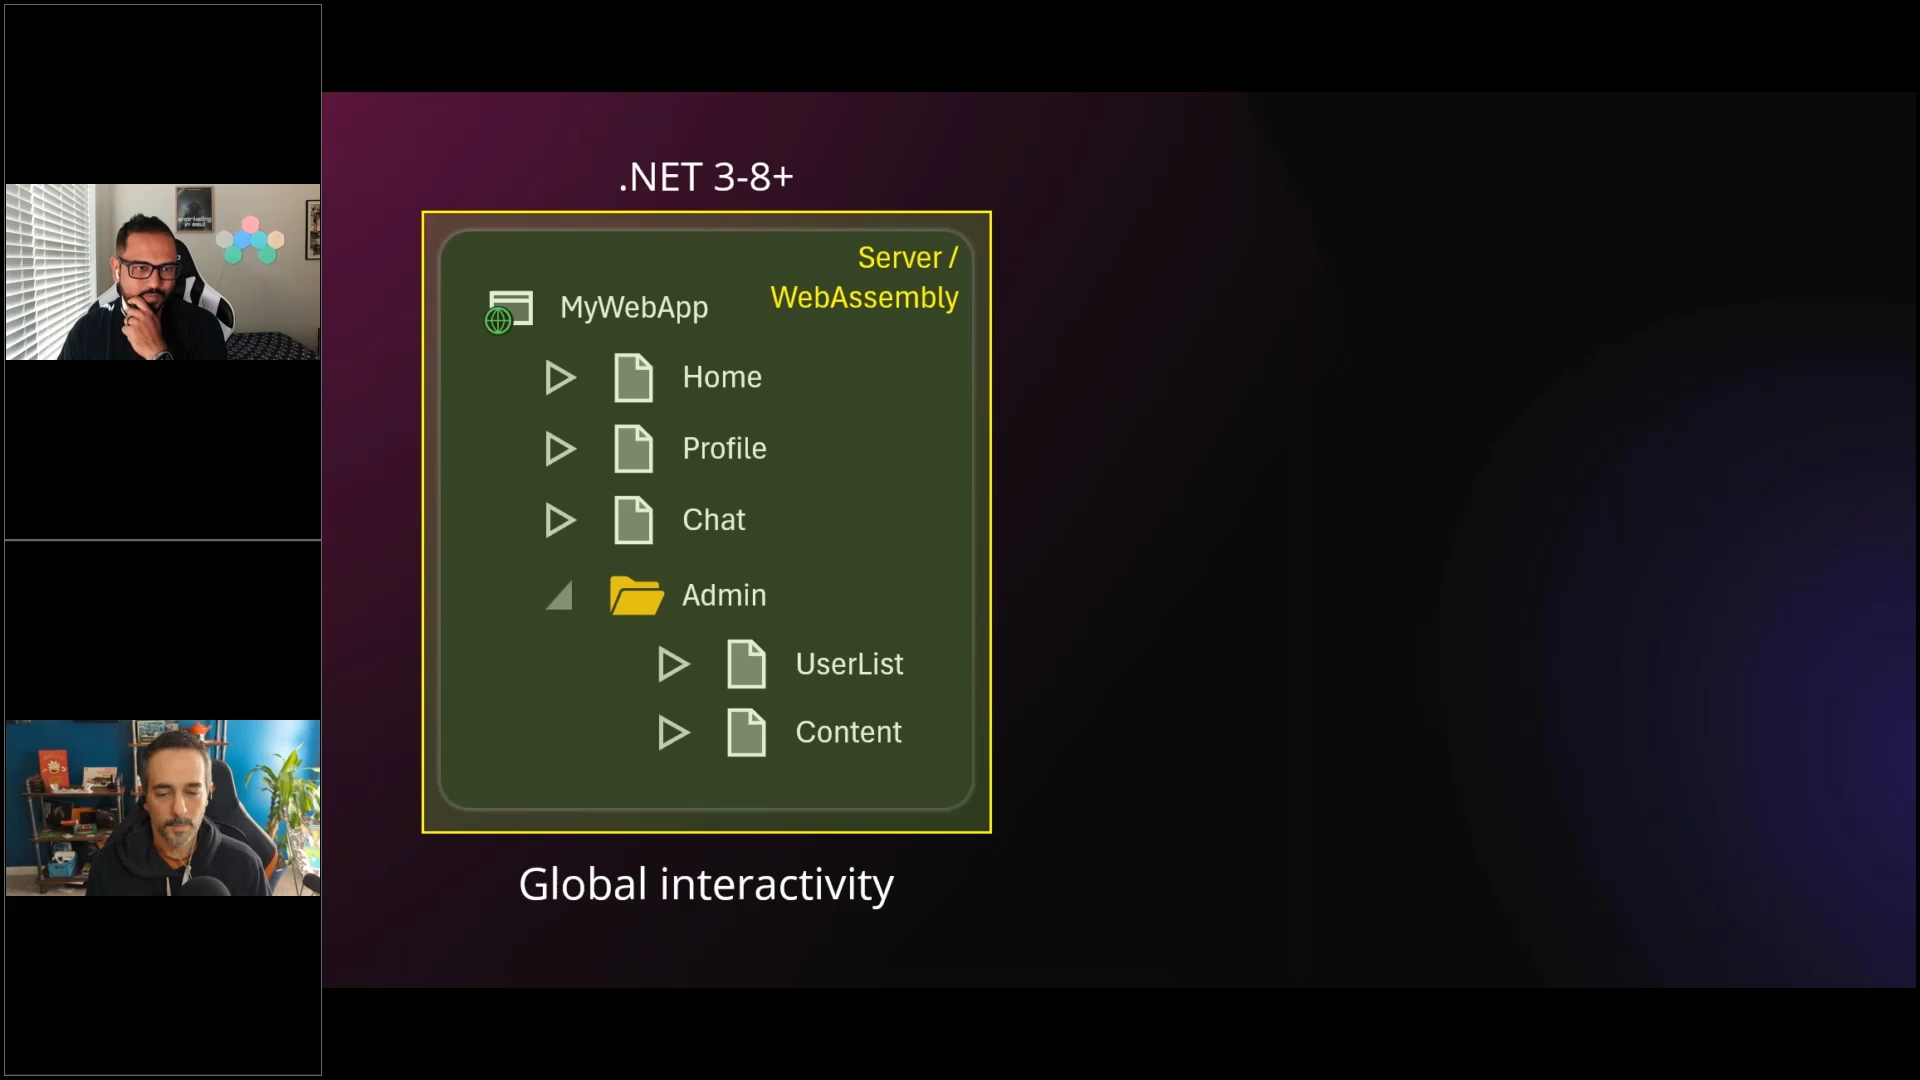 .NET 3-8+
Server /
WebAssembly
MyWebApp
Home
Profile
Chat
Admin
UserList
Content
Global interactivity